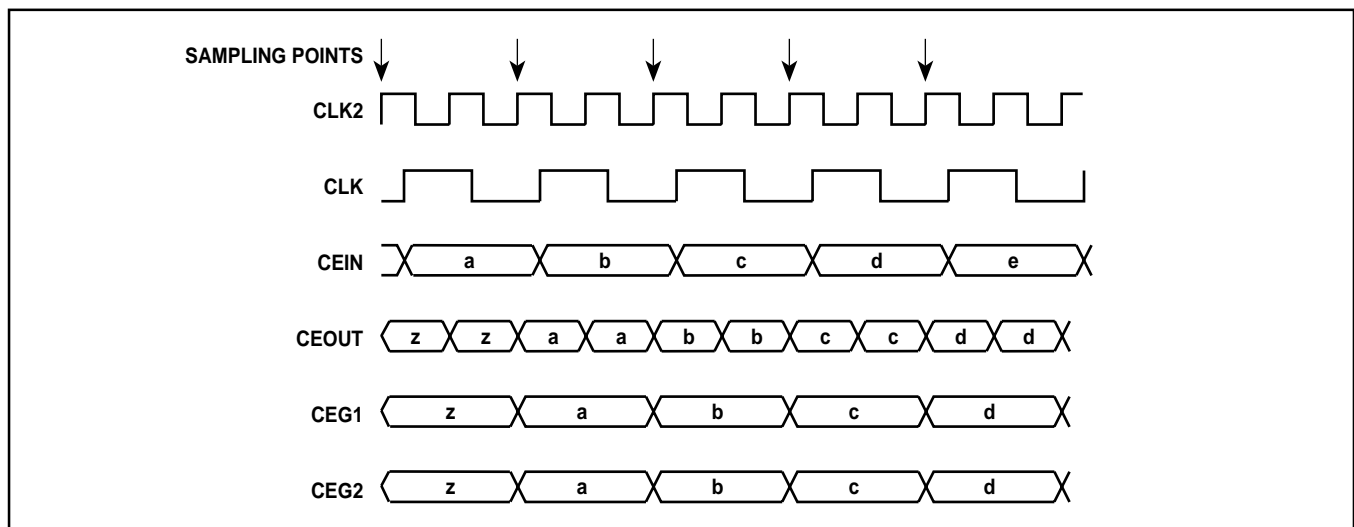 SAMPLING POINTS
CLK2
CLK
CEIN a b c d e
CEOUT z z a a b b c c d d
CEG1 z a b c d
CEG2 z a b c d